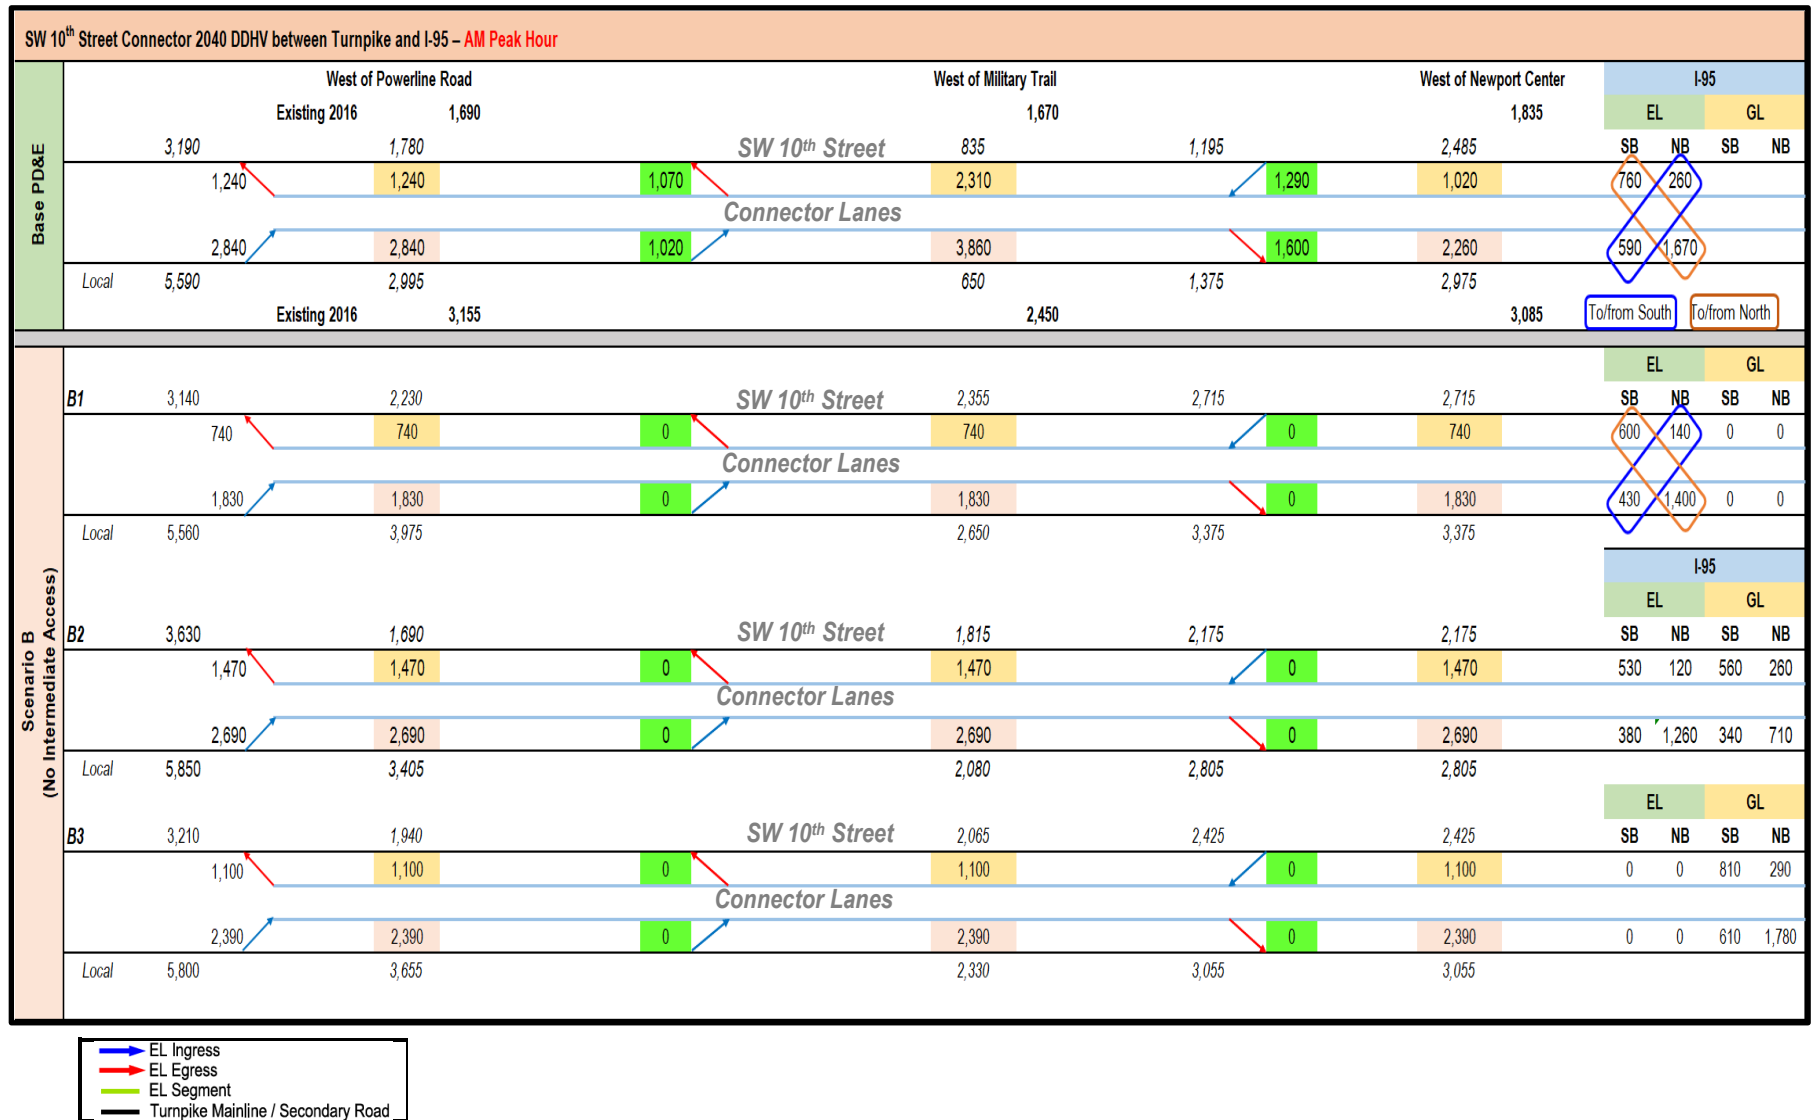 SW 10th Street Connector 2040 DDHV between Turnpike and I-95 – AM Peak Hour
Base PD&E
West of Powerline Road West of Military Trail West of Newport Center I-95
Existing 2016 1,690 1,670 1,835 EL GL
3,190 1,780 SW 10th Street 835 1,195 2,485 SB NB SB NB
1,240 1,240 1,070 2,310 1,290 1,020 760 260
Connector Lanes
2,840 2,840 1,020 3,860 1,600 2,260 590 1,670
Local 5,590 2,995 650 1,375 2,975
Existing 2016 3,155 2,450 3,085 To/from South To/from North
Scenario B
(No Intermediate Access)
EL GL
B1 3,140 2,230 SW 10th Street 2,355 2,715 2,715 SB NB SB NB
740 740 0 740 0 740 600 140 0 0
Connector Lanes
1,830 1,830 0 1,830 0 1,830 430 1,400 0 0
Local 5,560 3,975 2,650 3,375 3,375
I-95
EL GL
B2 3,630 1,690 SW 10th Street 1,815 2,175 2,175 SB NB SB NB
1,470 1,470 0 1,470 0 1,470 530 120 560 260
Connector Lanes
2,690 2,690 0 2,690 0 2,690 380 1,260 340 710
Local 5,850 3,405 2,080 2,805 2,805
EL GL
B3 3,210 1,940 SW 10th Street 2,065 2,425 2,425 SB NB SB NB
1,100 1,100 0 1,100 0 1,100 0 0 810 290
Connector Lanes
2,390 2,390 0 2,390 0 2,390 0 0 610 1,780
Local 5,800 3,655 2,330 3,055 3,055
EL Ingress
EL Egress
EL Segment
Turnpike Mainline / Secondary Road